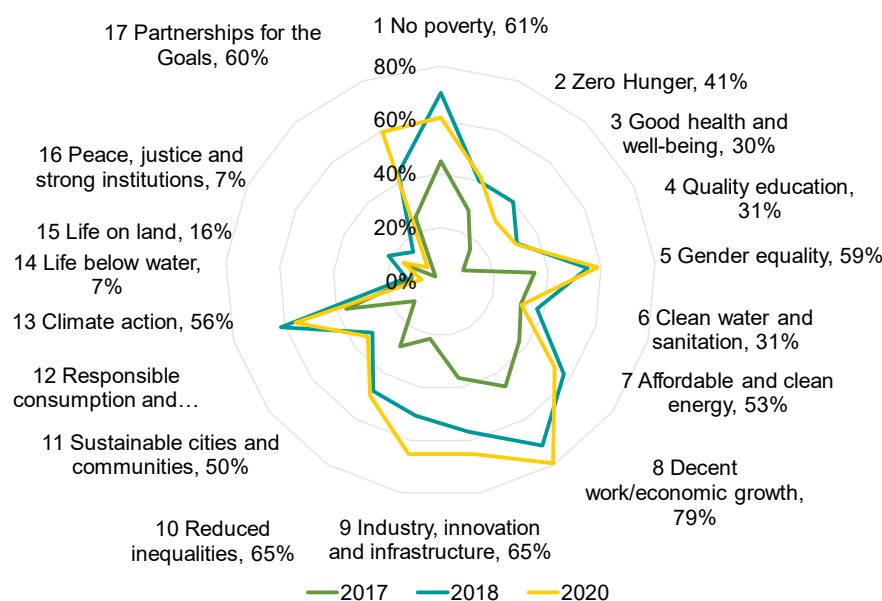 17 Partnerships for the
Goals, 60%
1 No poverty, 61%
2 Zero Hunger, 41%
3 Good health and
well-being, 30%
4 Quality education,
31%
5 Gender equality, 59%
6 Clean water and
sanitation, 31%
7 Affordable and clean
energy, 53%
8 Decent
work/economic growth,
79%
9 Industry, innovation
and infrastructure, 65%
10 Reduced
inequalities, 65%
11 Sustainable cities and
communities, 50%
12 Responsible
consumption and…
13 Climate action, 56%
14 Life below water,
7%
15 Life on land, 16%
16 Peace, justice and
strong institutions, 7%
80%
60%
40%
20%
0%
2017
2018
2020